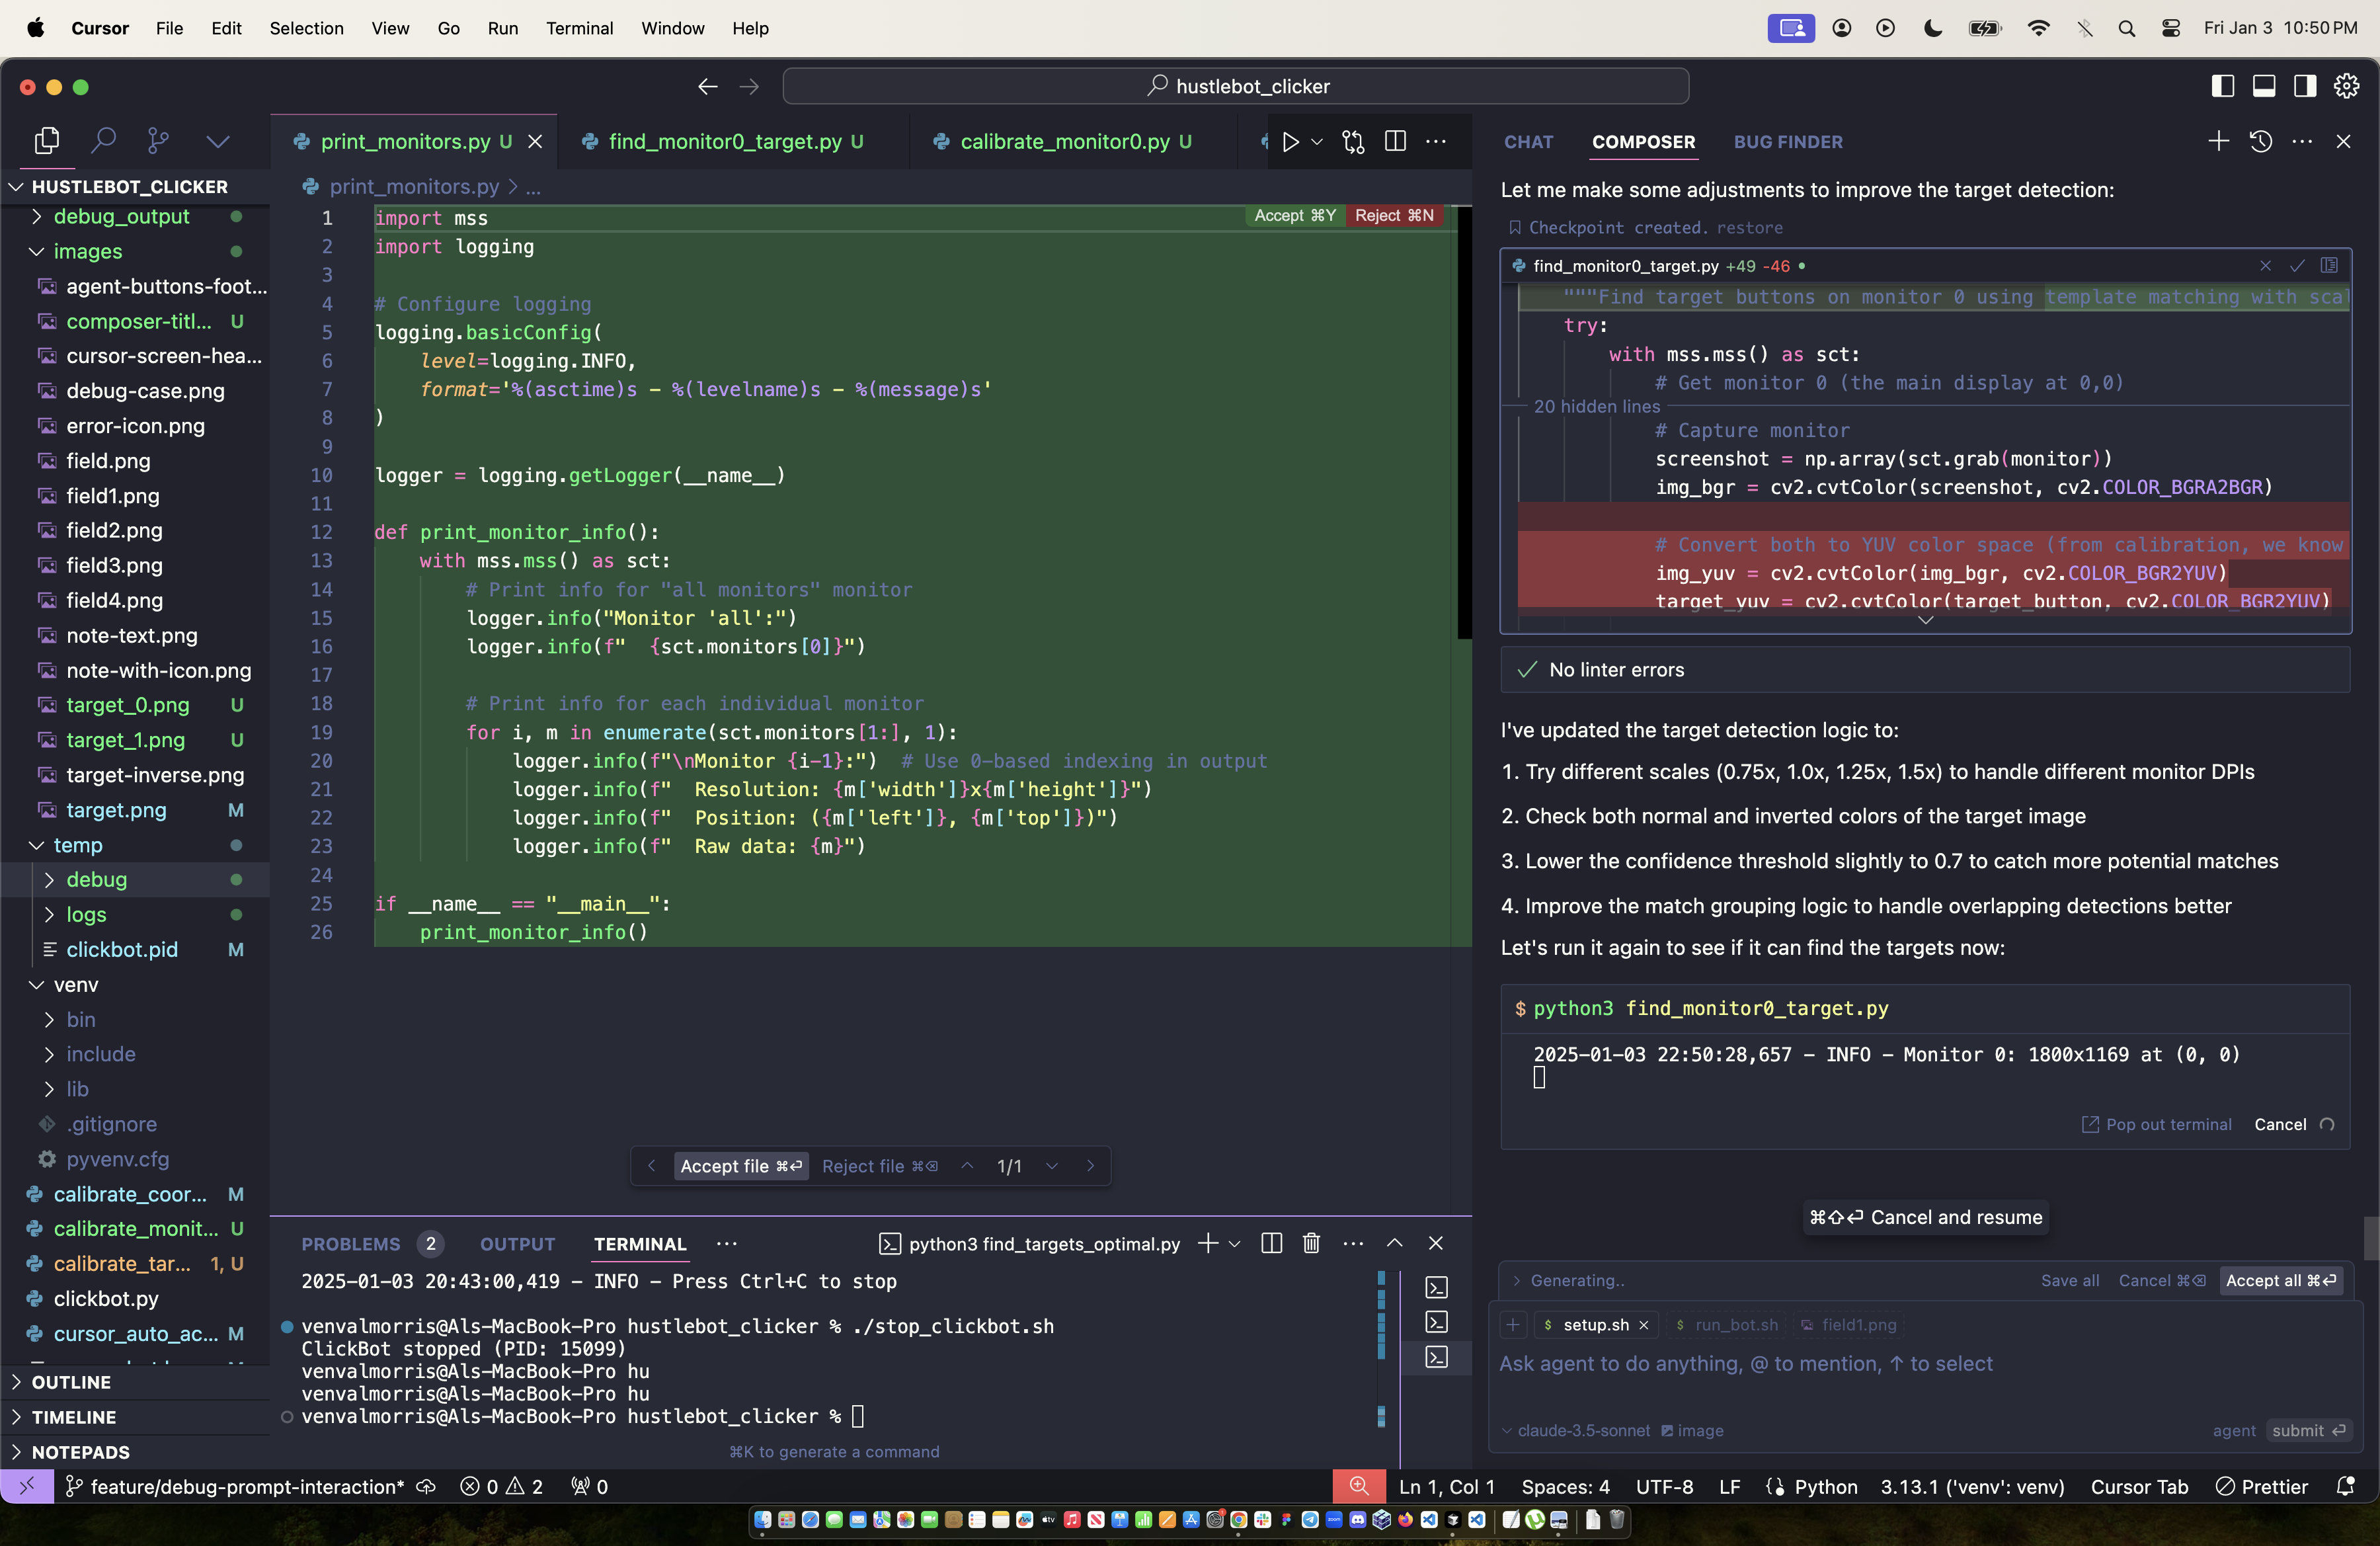 Cursor File Edit Selection View Go Run Terminal Window Help
Fri Jan 3 10:50 PM
hustlebot_clicker
HUSTLEBOT_CLICKER
debug_output
images
agent-buttons-foot...
composer-titl... U
cursor-screen-hea...
debug-case.png
error-icon.png
field.png
field1.png
field2.png
field3.png
field4.png
note-text.png
note-with-icon.png
target_0.png U
target_1.png U
target-inverse.png
target.png M
temp
debug
logs
clickbot.pid M
venv
bin
include
lib
.gitignore
pyvenv.cfg
calibrate_coor... M
calibrate_monit... U
calibrate_tar... 1, U
clickbot.py
cursor_auto_ac... M
OUTLINE
TIMELINE
NOTEPADS
print_monitors.py U
find_monitor0_target.py U
calibrate_monitor0.py U
print_monitors.py > ...
Accept ⌘Y Reject ⌘N
1 import mss
2 import logging
3
4 # Configure logging
5 logging.basicConfig(
6 level=logging.INFO,
7 format='%(asctime)s - %(levelname)s - %(message)s'
8 )
9
10 logger = logging.getLogger(__name__)
11
12 def print_monitor_info():
13 with mss.mss() as sct:
14 # Print info for "all monitors" monitor
15 logger.info("Monitor 'all':")
16 logger.info(f"  {sct.monitors[0]}")
17
18 # Print info for each individual monitor
19 for i, m in enumerate(sct.monitors[1:], 1):
20 logger.info(f"\nMonitor {i-1}:")  # Use 0-based indexing in output
21 logger.info(f"  Resolution: {m['width']}x{m['height']}")
22 logger.info(f"  Position: ({m['left']}, {m['top']})")
23 logger.info(f"  Raw data: {m}")
24
25 if __name__ == "__main__":
26 print_monitor_info()
Accept file ⌘⏎ Reject file ⌘⌫ 1/1
PROBLEMS 2 OUTPUT TERMINAL ...
python3 find_targets_optimal.py
2025-01-03 20:43:00,419 - INFO - Press Ctrl+C to stop
venvalmorris@Als-MacBook-Pro hustlebot_clicker % ./stop_clickbot.sh
ClickBot stopped (PID: 15099)
venvalmorris@Als-MacBook-Pro hu
venvalmorris@Als-MacBook-Pro hu
venvalmorris@Als-MacBook-Pro hustlebot_clicker %
⌘K to generate a command
CHAT COMPOSER BUG FINDER
Let me make some adjustments to improve the target detection:
Checkpoint created. restore
find_monitor0_target.py +49 -46
"""Find target buttons on monitor 0 using template matching with scal
try:
with mss.mss() as sct:
# Get monitor 0 (the main display at 0,0)
20 hidden lines
# Capture monitor
screenshot = np.array(sct.grab(monitor))
img_bgr = cv2.cvtColor(screenshot, cv2.COLOR_BGRA2BGR)
# Convert both to YUV color space (from calibration, we know
img_yuv = cv2.cvtColor(img_bgr, cv2.COLOR_BGR2YUV)
target_yuv = cv2.cvtColor(target_button, cv2.COLOR_BGR2YUV)
No linter errors
I've updated the target detection logic to:
1. Try different scales (0.75x, 1.0x, 1.25x, 1.5x) to handle different monitor DPIs
2. Check both normal and inverted colors of the target image
3. Lower the confidence threshold slightly to 0.7 to catch more potential matches
4. Improve the match grouping logic to handle overlapping detections better
Let's run it again to see if it can find the targets now:
$ python3 find_monitor0_target.py
2025-01-03 22:50:28,657 - INFO - Monitor 0: 1800x1169 at (0, 0)
Pop out terminal Cancel
⌘⇧⏎ Cancel and resume
Generating.. Save all Cancel ⌘⌫ Accept all ⌘⏎
$ setup.sh $ run_bot.sh field1.png
Ask agent to do anything, @ to mention, ↑ to select
claude-3.5-sonnet image agent submit ⏎
feature/debug-prompt-interaction* 0 2 0
Ln 1, Col 1 Spaces: 4 UTF-8 LF Python 3.13.1 ('venv': venv) Cursor Tab Prettier